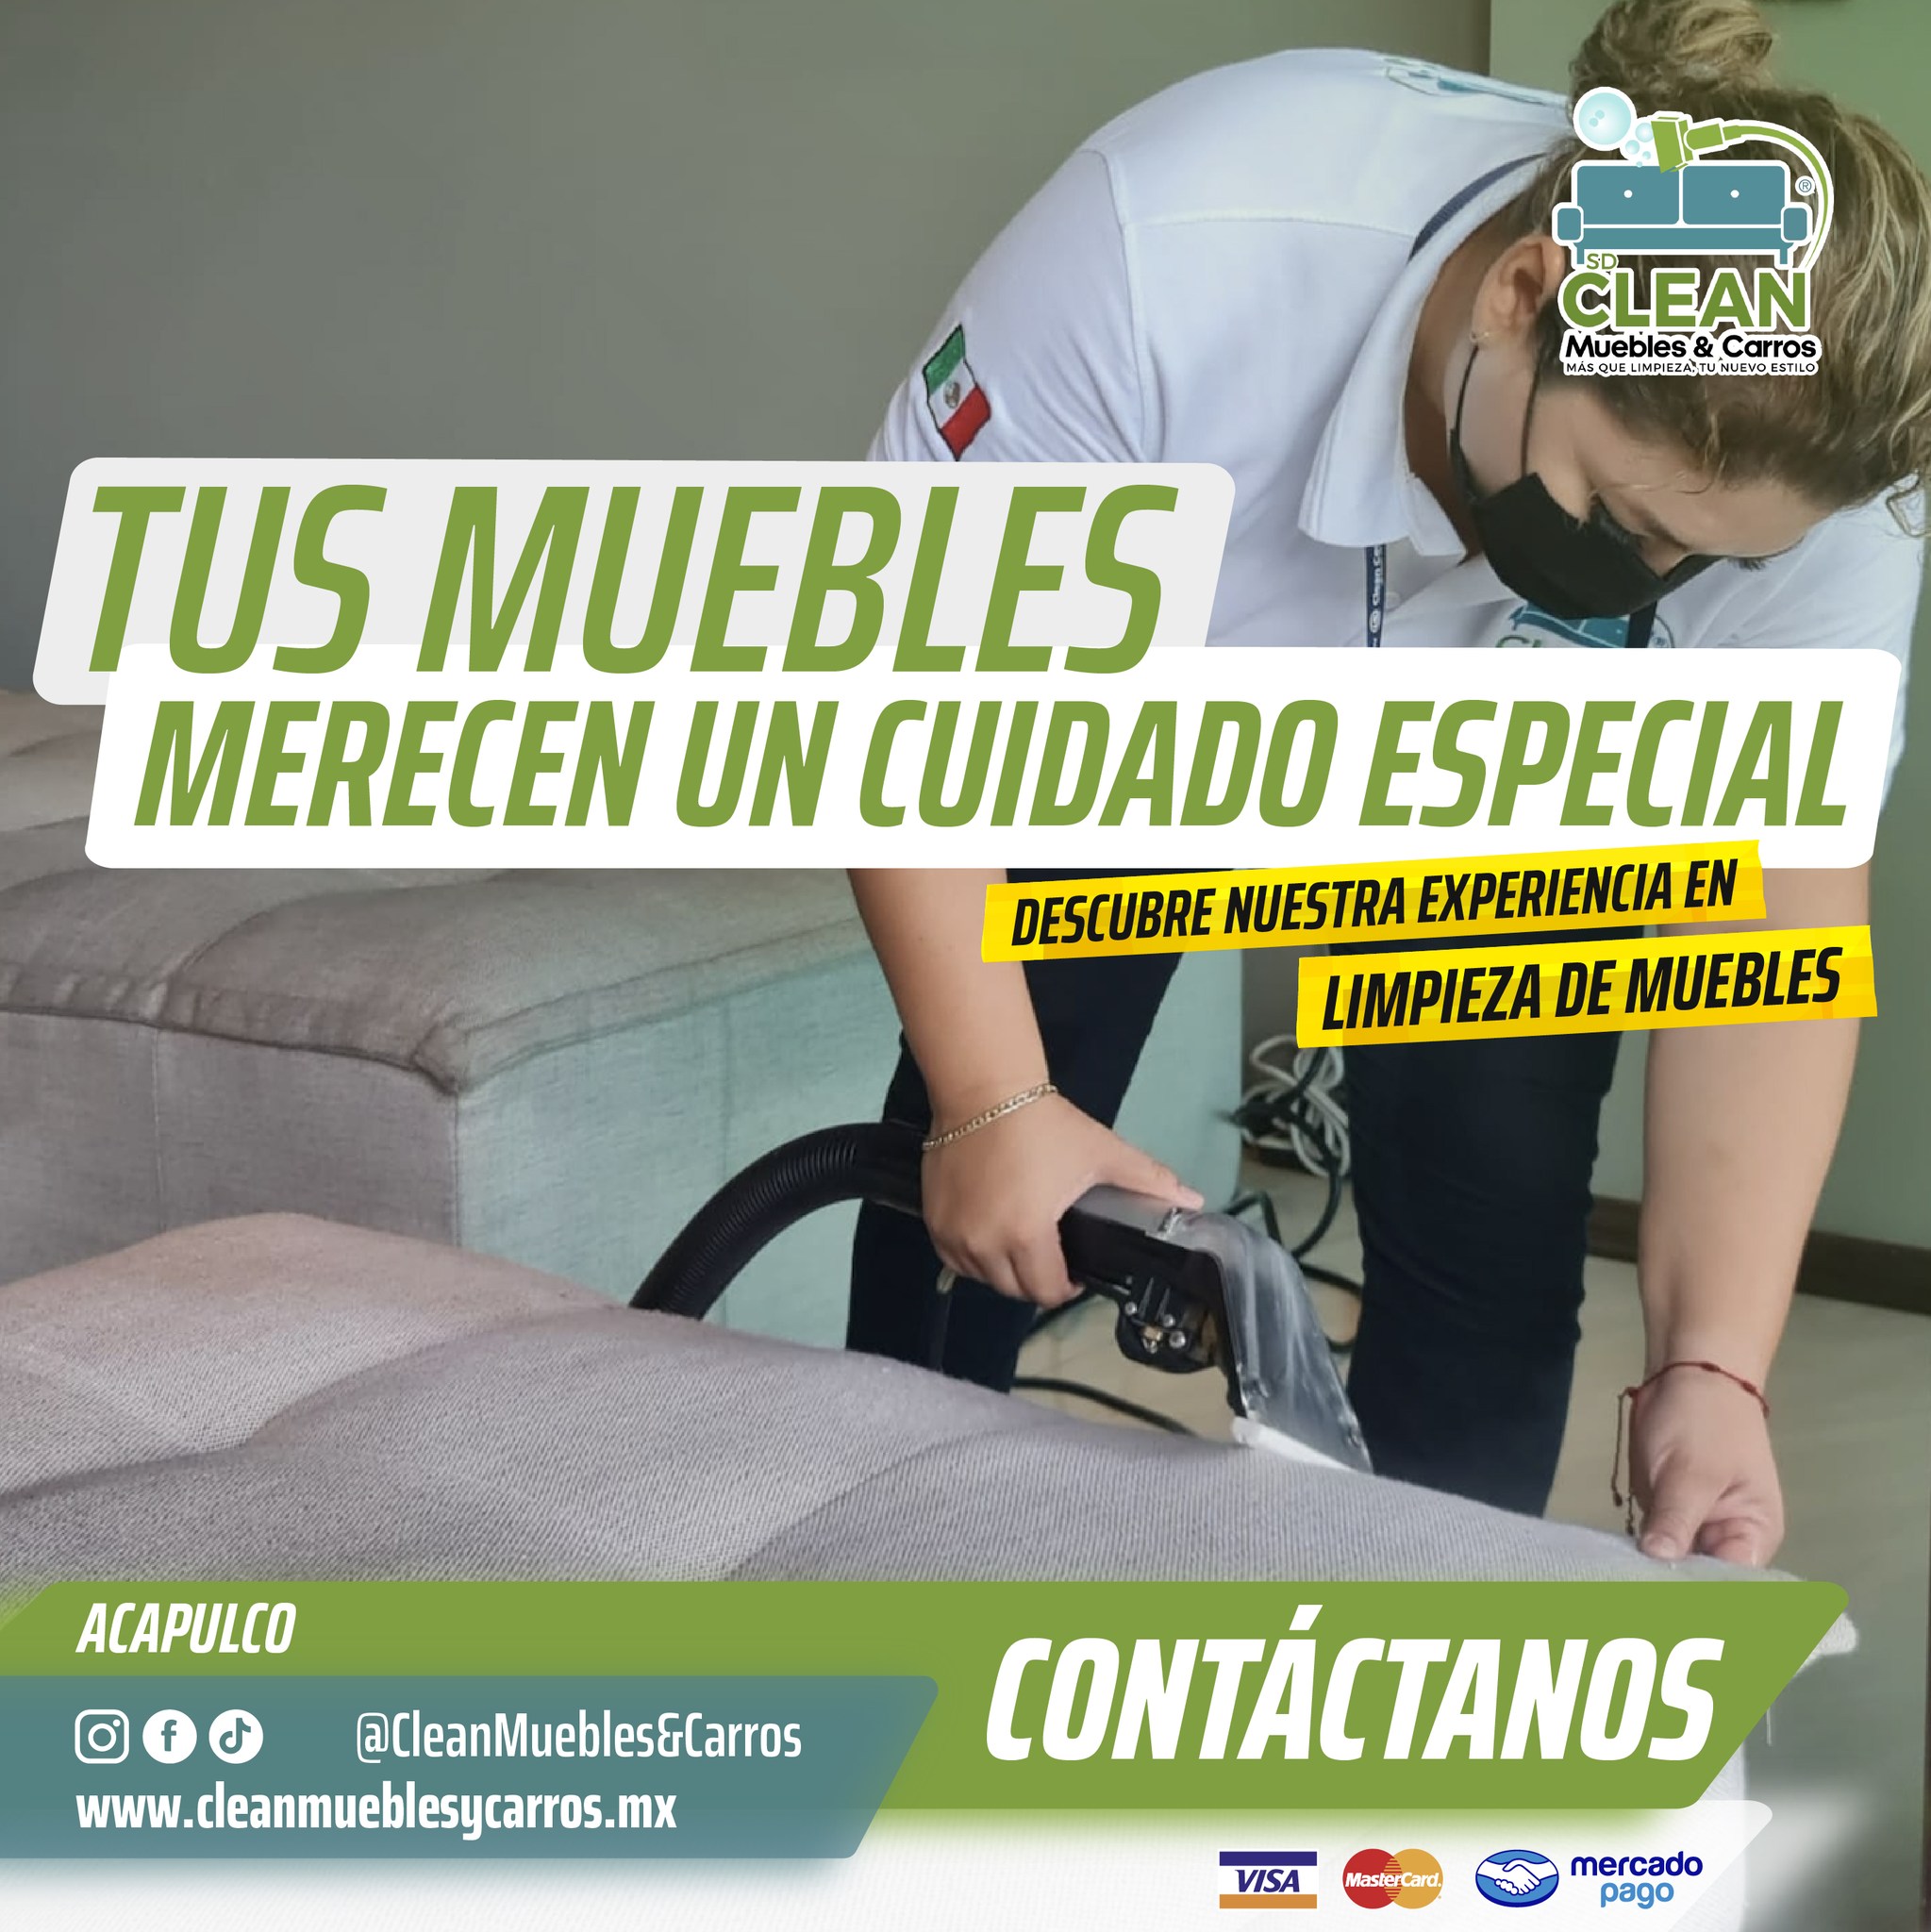 SD
CLEAN
®
Muebles & Carros
MÁS QUE LIMPIEZA, TU NUEVO ESTILO
TUS MUEBLES
MERECEN UN CUIDADO ESPECIAL
DESCUBRE NUESTRA EXPERIENCIA EN
LIMPIEZA DE MUEBLES
ACAPULCO
CONTÁCTANOS
@CleanMuebles&Carros
www.cleanmueblesycarros.mx
VISA
MasterCard.
mercado
pago